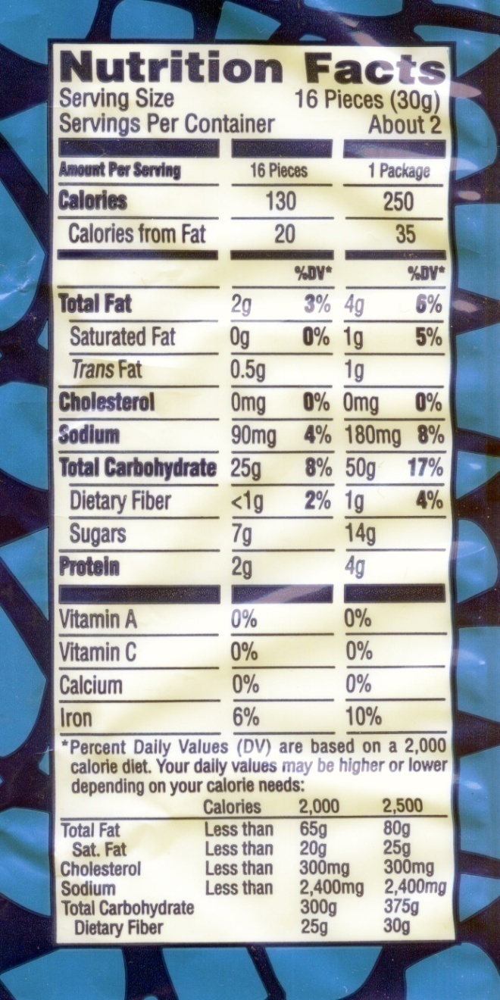 Nutrition Facts
Serving Size 16 Pieces (30g)
Servings Per Container About 2
Amount Per Serving 16 Pieces 1 Package
Calories 130 250
Calories from Fat 20 35
%DV* %DV*
Total Fat 2g 3% 4g 6%
Saturated Fat 0g 0% 1g 5%
Trans Fat 0.5g 1g
Cholesterol 0mg 0% 0mg 0%
Sodium 90mg 4% 180mg 8%
Total Carbohydrate 25g 8% 50g 17%
Dietary Fiber <1g 2% 1g 4%
Sugars 7g 14g
Protein 2g 4g
Vitamin A 0% 0%
Vitamin C 0% 0%
Calcium 0% 0%
Iron 6% 10%
*Percent Daily Values (DV) are based on a 2,000
calorie diet. Your daily values may be higher or lower
depending on your calorie needs:
Calories 2,000 2,500
Total Fat Less than 65g 80g
Sat. Fat Less than 20g 25g
Cholesterol Less than 300mg 300mg
Sodium Less than 2,400mg 2,400mg
Total Carbohydrate 300g 375g
Dietary Fiber 25g 30g